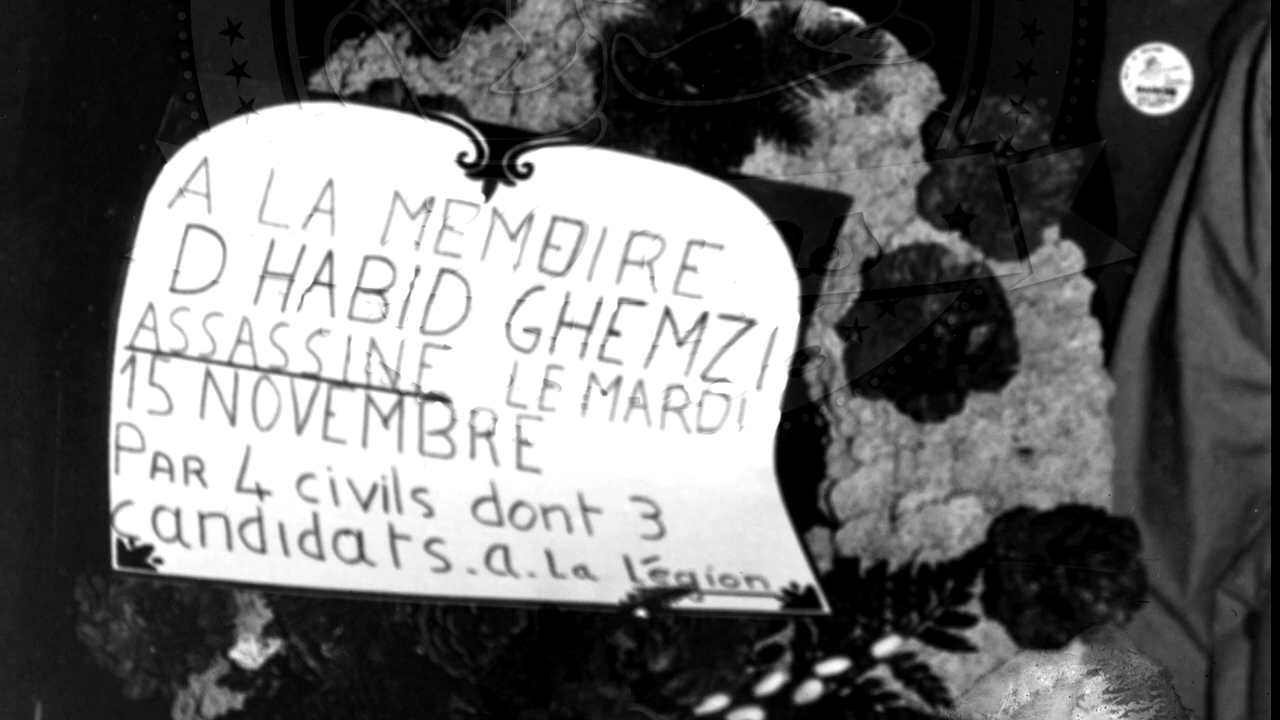 A LA MEMOIRE
D HABID GHEMZI
ASSASSINE LE MARDI
15 NOVEMBRE
PAR 4 civils dont 3
candidats.a.La légion